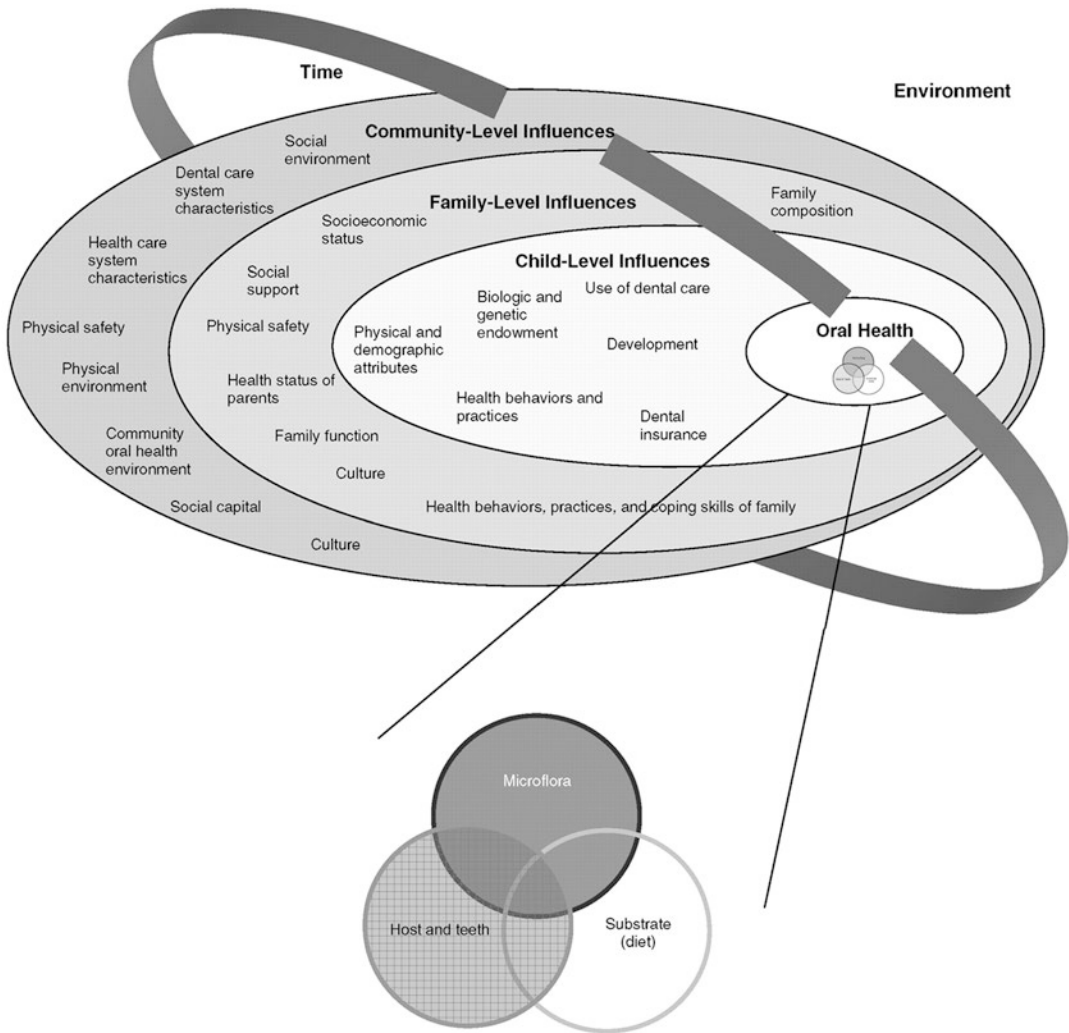 Time
Environment
Community-Level Influences
Social
environment
Dental care
system
characteristics
Health care
system
characteristics
Physical safety
Physical
environment
Community
oral health
environment
Social capital
Culture
Family-Level Influences
Family
composition
Socioeconomic
status
Social
support
Physical safety
Health status of
parents
Family function
Culture
Health behaviors, practices, and coping skills of family
Child-Level Influences
Use of dental care
Biologic and
genetic
endowment
Physical and
demographic
attributes
Development
Health behaviors and
practices
Dental
insurance
Oral Health
Microflora
Host and teeth
Substrate
(diet)